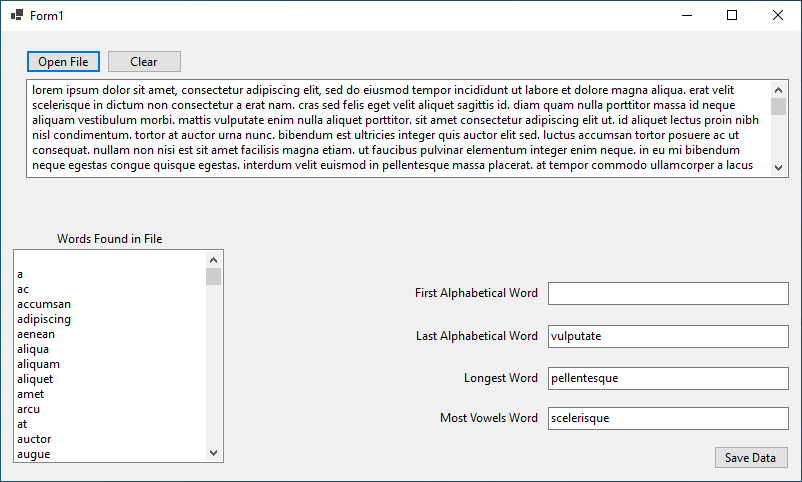 Form1
Open File
Clear
lorem ipsum dolor sit amet, consectetur adipiscing elit, sed do eiusmod tempor incididunt ut labore et dolore magna aliqua. erat velit
scelerisque in dictum non consectetur a erat nam. cras sed felis eget velit aliquet sagittis id. diam quam nulla porttitor massa id neque
aliquam vestibulum morbi. mattis vulputate enim nulla aliquet porttitor. sit amet consectetur adipiscing elit ut. id aliquet lectus proin nibh
nisl condimentum. tortor at auctor urna nunc. bibendum est ultricies integer quis auctor elit sed. luctus accumsan tortor posuere ac ut
consequat. nullam non nisi est sit amet facilisis magna etiam. ut faucibus pulvinar elementum integer enim neque. in eu mi bibendum
neque egestas congue quisque egestas. interdum velit euismod in pellentesque massa placerat. at tempor commodo ullamcorper a lacus
Words Found in File
a
ac
accumsan
adipiscing
aenean
aliqua
aliquam
aliquet
amet
arcu
at
auctor
augue
First Alphabetical Word
Last Alphabetical Word
vulputate
Longest Word
pellentesque
Most Vowels Word
scelerisque
Save Data